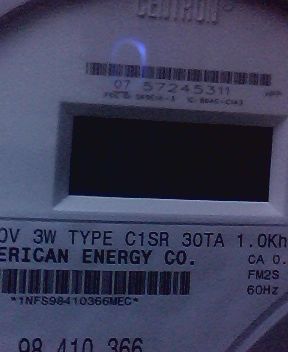 CENTRON
07 57245311
0V 3W TYPE C1SR 30TA 1.0Kh
ERICAN ENERGY CO.
CA 0.
FM2S
60Hz
*1NFS98410366MEC*
98 410 366